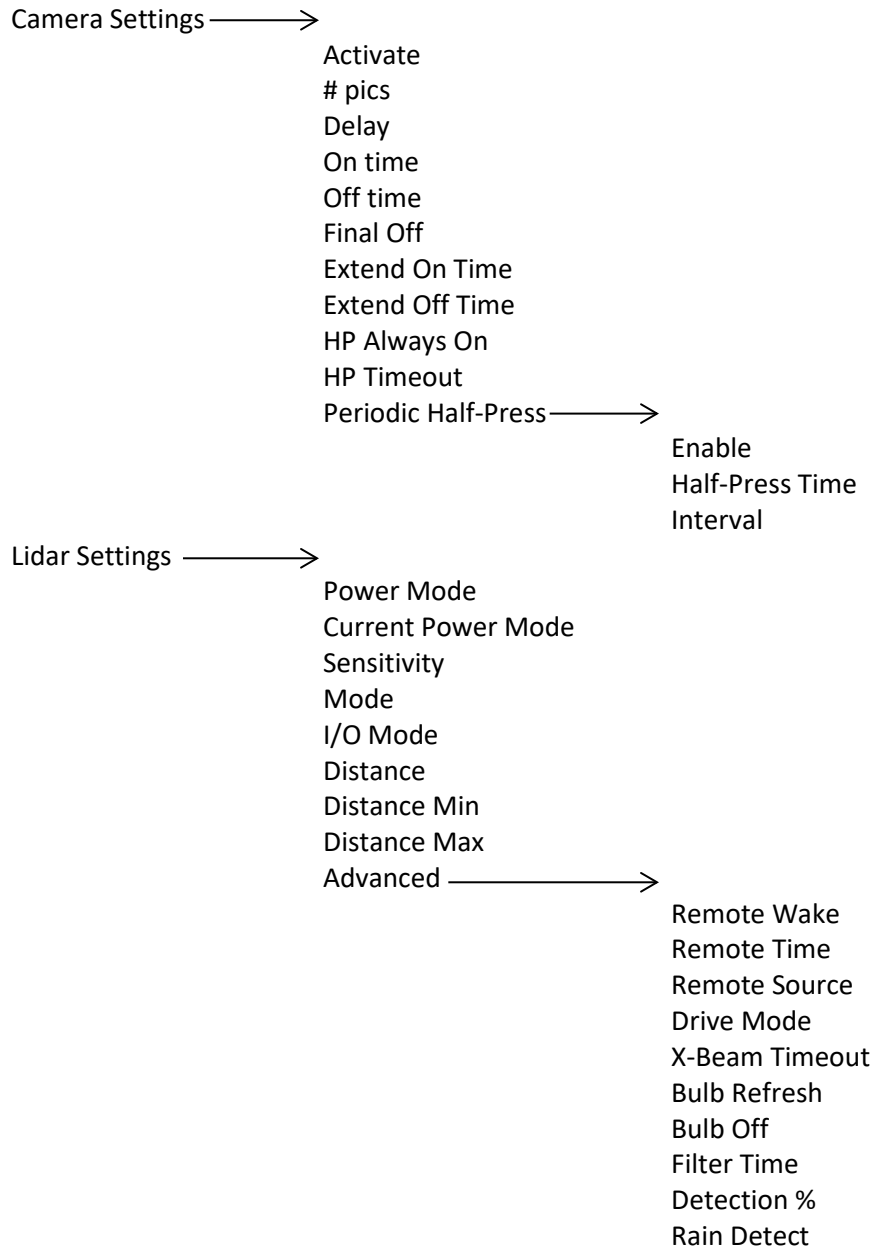 Camera Settings
Activate
# pics
Delay
On time
Off time
Final Off
Extend On Time
Extend Off Time
HP Always On
HP Timeout
Periodic Half-Press
Enable
Half-Press Time
Interval
Lidar Settings
Power Mode
Current Power Mode
Sensitivity
Mode
I/O Mode
Distance
Distance Min
Distance Max
Advanced
Remote Wake
Remote Time
Remote Source
Drive Mode
X-Beam Timeout
Bulb Refresh
Bulb Off
Filter Time
Detection %
Rain Detect